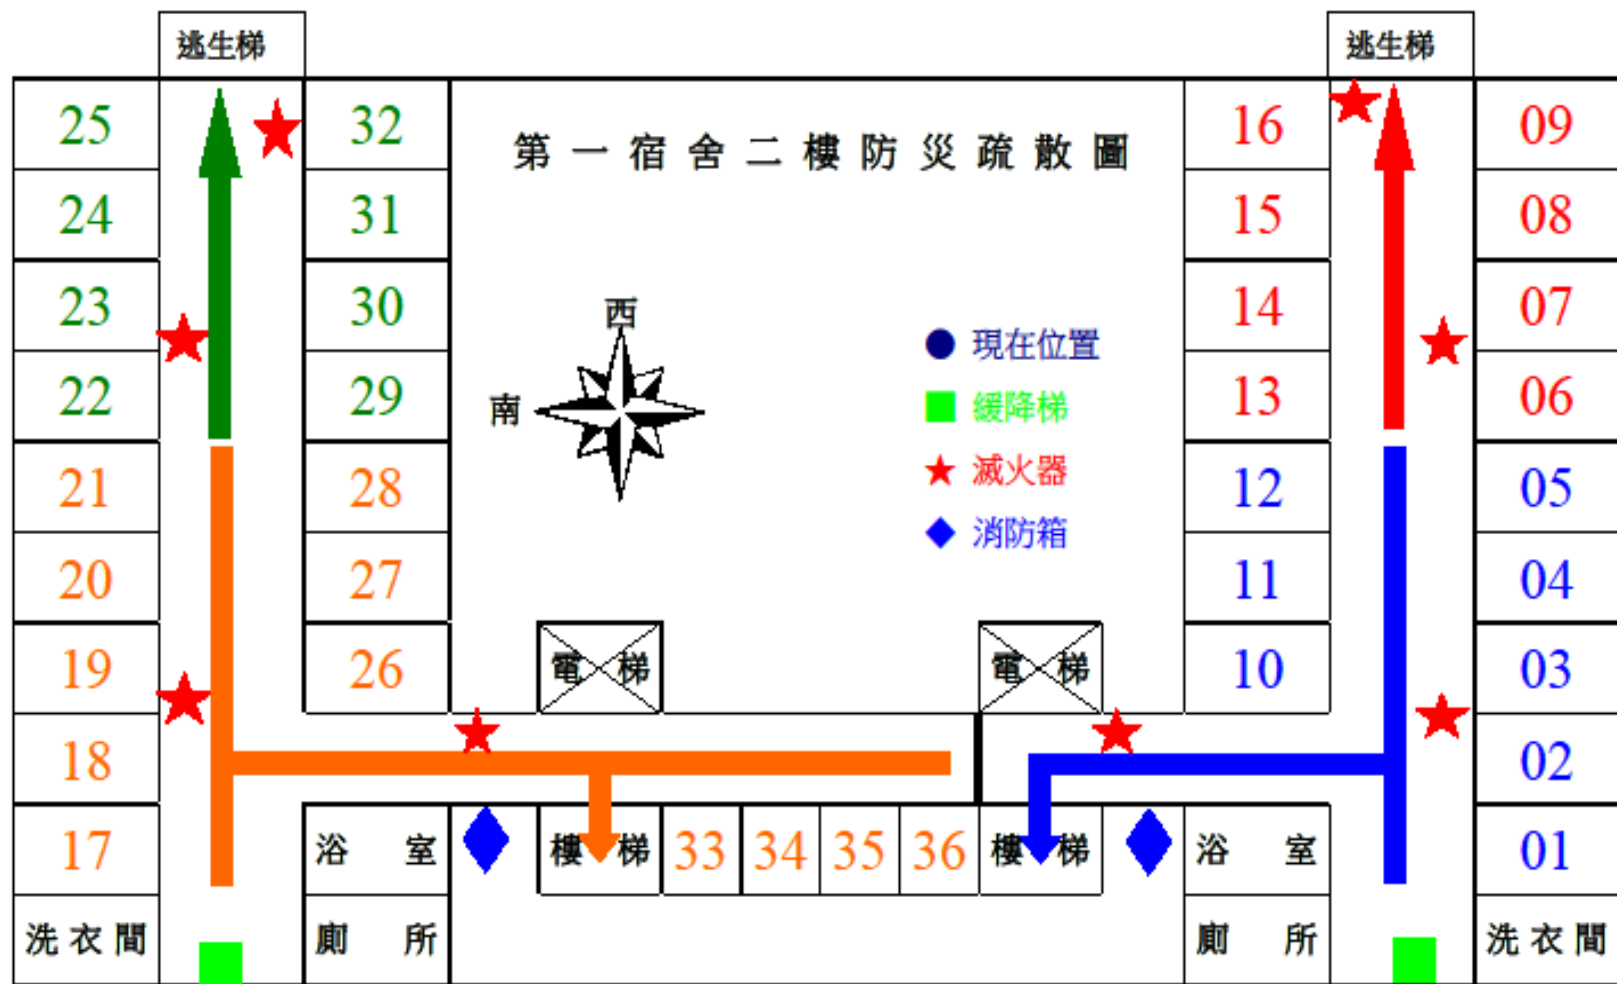 逃生梯 逃生梯
25 32 第一宿舍二樓防災疏散圖 16 09
24 31 15 08
西
23 30 14 07
現在位置
22 29 南 緩降梯 13 06
滅火器
21 28 12 05
消防箱
20 27 11 04
19 26 電梯 電梯 10 03
18 02
17 浴室 樓梯 33 34 35 36 樓梯 浴室 01
洗衣間 廁所 廁所 洗衣間